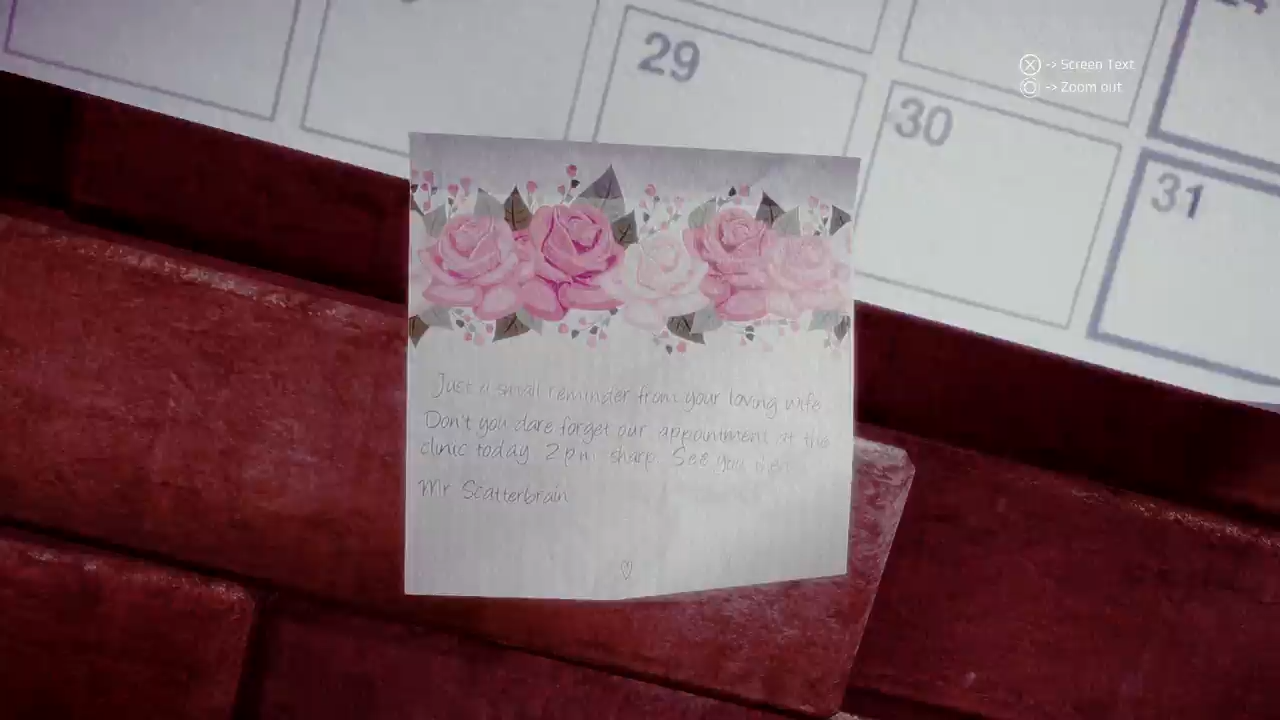 29
-> Screen Text
-> Zoom out
30
31
Just a small reminder from your loving wife
Don't you dare forget our appointment at the
clinic today 2pm sharp. See you then
Mr Scatterbrain